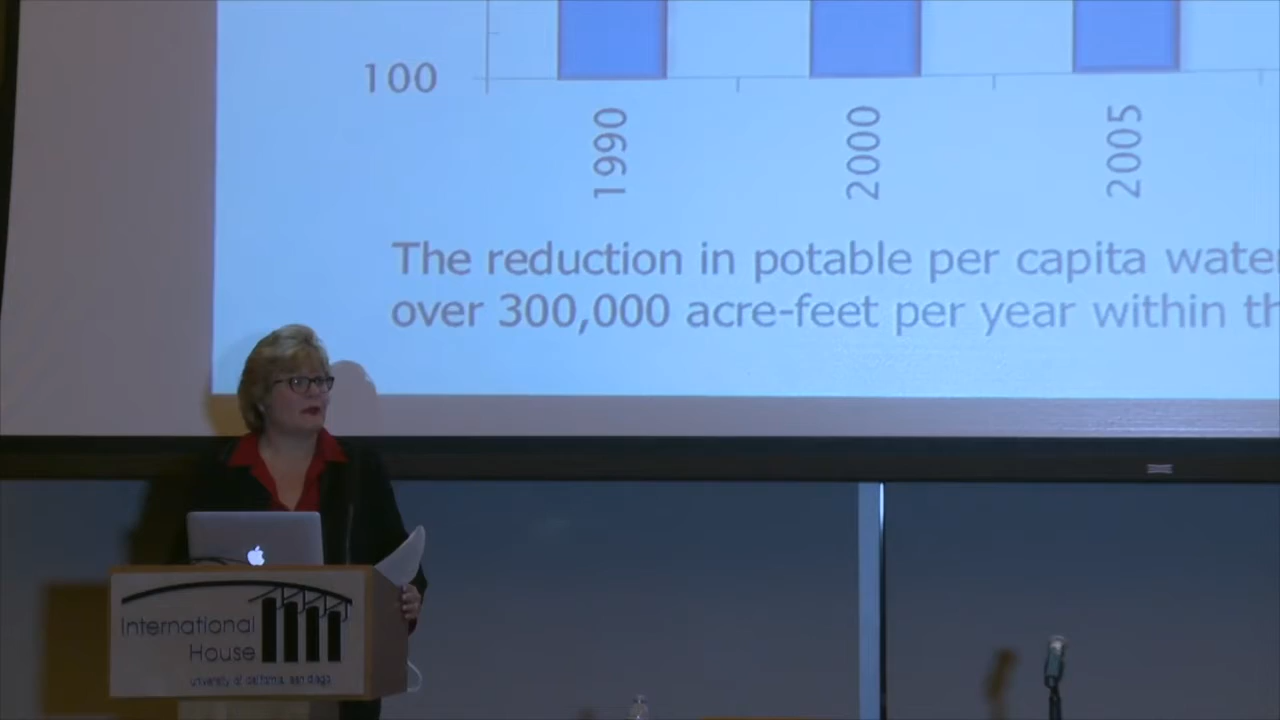 100
1990
2000
2005
The reduction in potable per capita wate
over 300,000 acre-feet per year within th
International
House
university of california, san diego